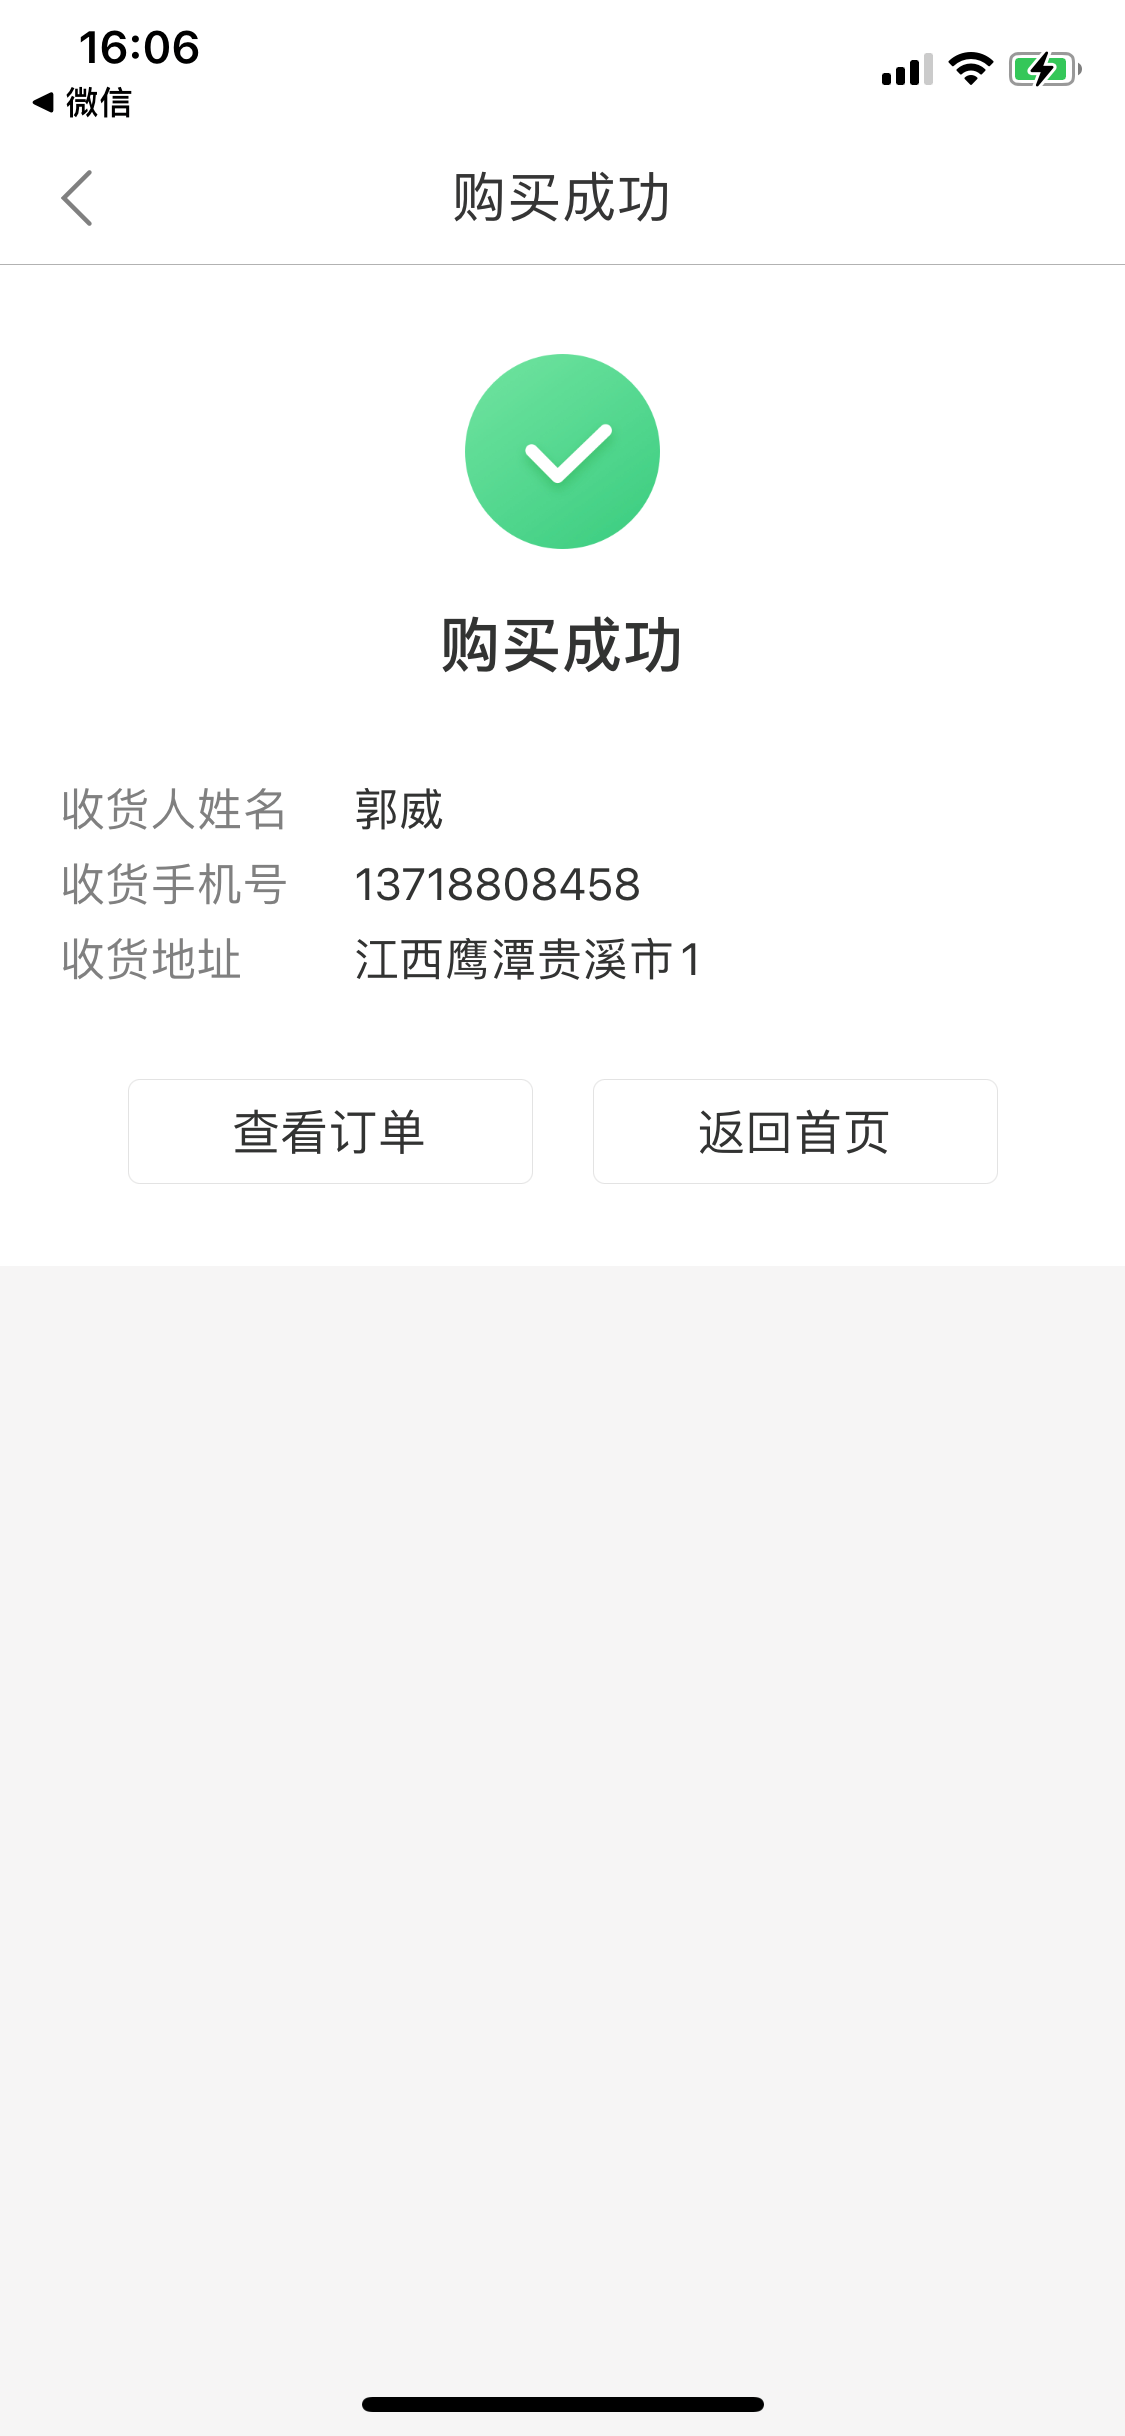 16:06
◀ 微信
购买成功
购买成功
收货人姓名 郭威
收货手机号 13718808458
收货地址 江西鹰潭贵溪市1
查看订单 返回首页